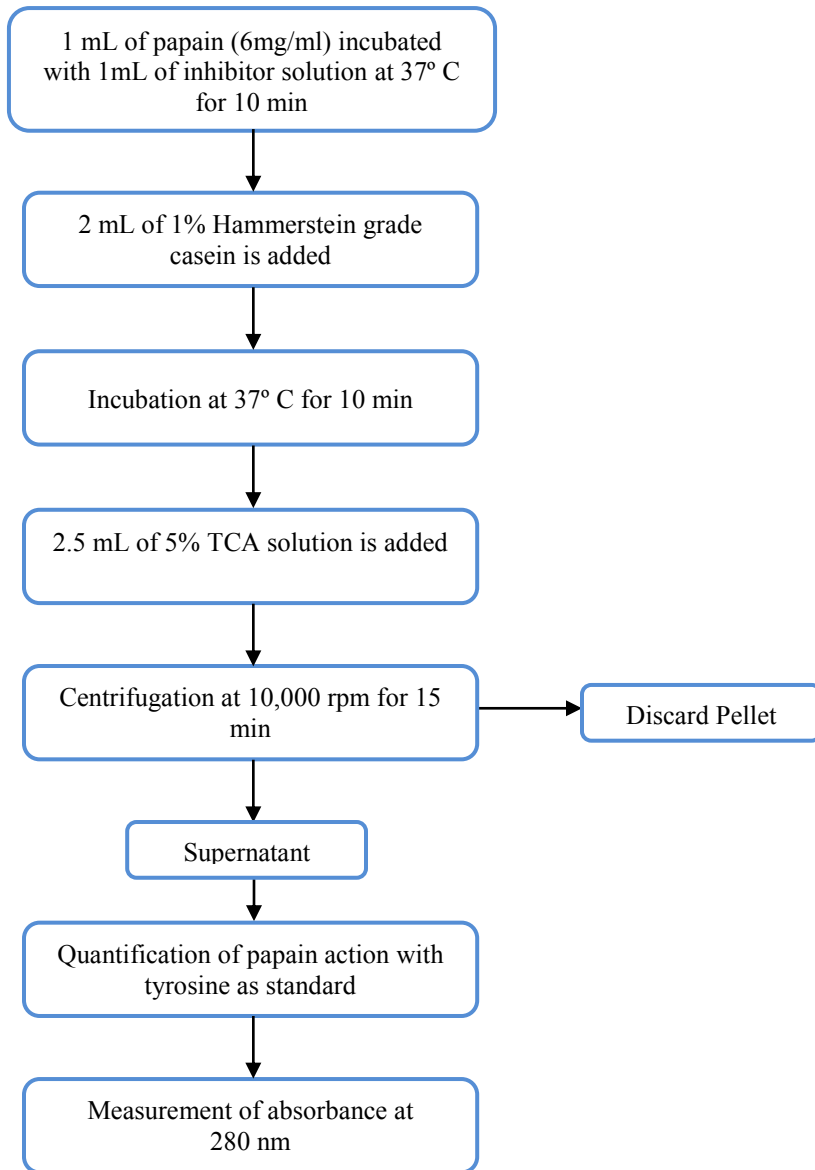 1 mL of papain (6mg/ml) incubated
with 1mL of inhibitor solution at 37º C
for 10 min
2 mL of 1% Hammerstein grade
casein is added
Incubation at 37º C for 10 min
2.5 mL of 5% TCA solution is added
Centrifugation at 10,000 rpm for 15
min
Discard Pellet
Supernatant
Quantification of papain action with
tyrosine as standard
Measurement of absorbance at
280 nm